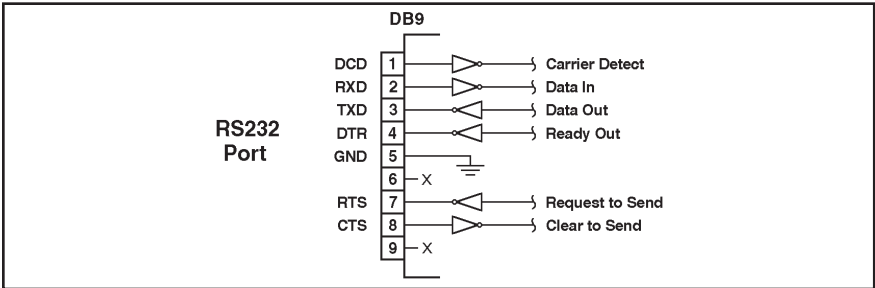 DB9
RS232
Port
DCD 1 Carrier Detect
RXD 2 Data In
TXD 3 Data Out
DTR 4 Ready Out
GND 5
6 X
RTS 7 Request to Send
CTS 8 Clear to Send
9 X